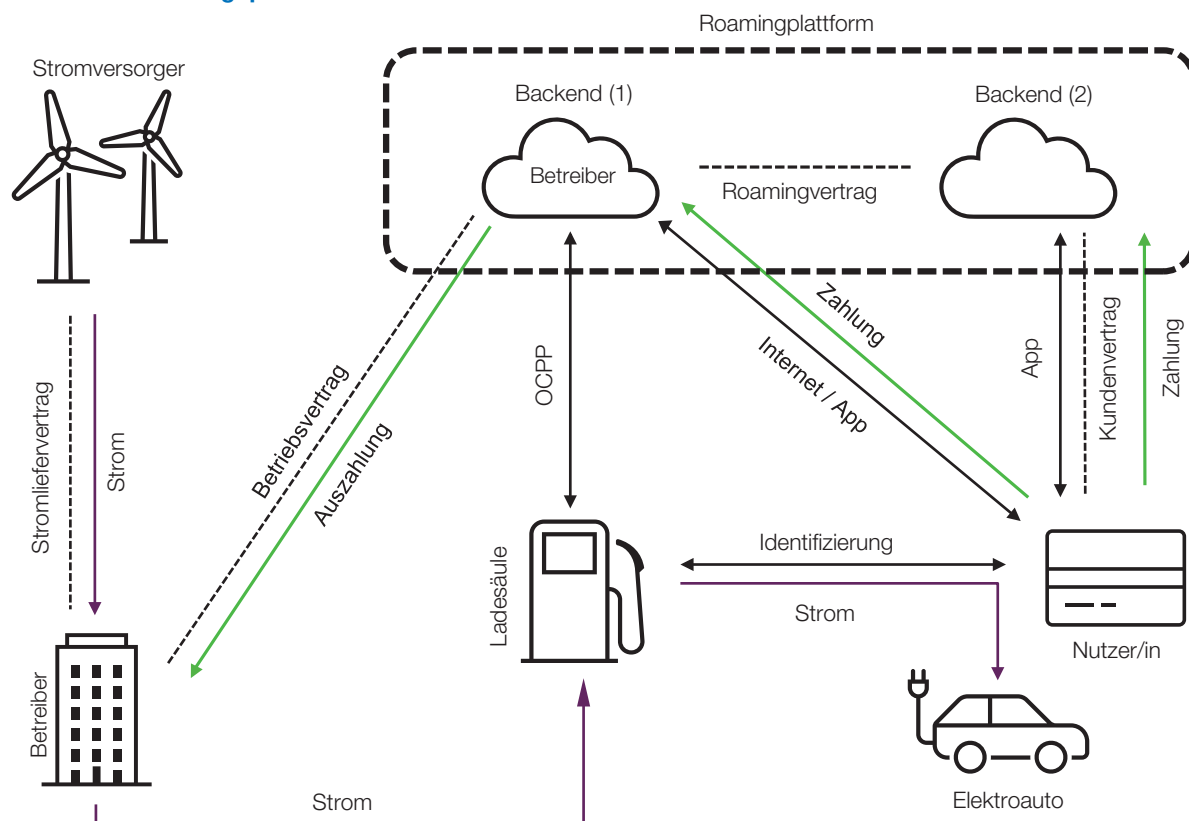 Roamingplattform
Stromversorger
Backend (1)
Backend (2)
Betreiber
Roamingvertrag
Zahlung
Internet / App
OCPP
App
Kundenvertrag
Zahlung
Stromliefervertrag
Strom
Betriebsvertrag
Auszahlung
Ladesäule
Identifizierung
Strom
Nutzer/in
Betreiber
Elektroauto
Strom